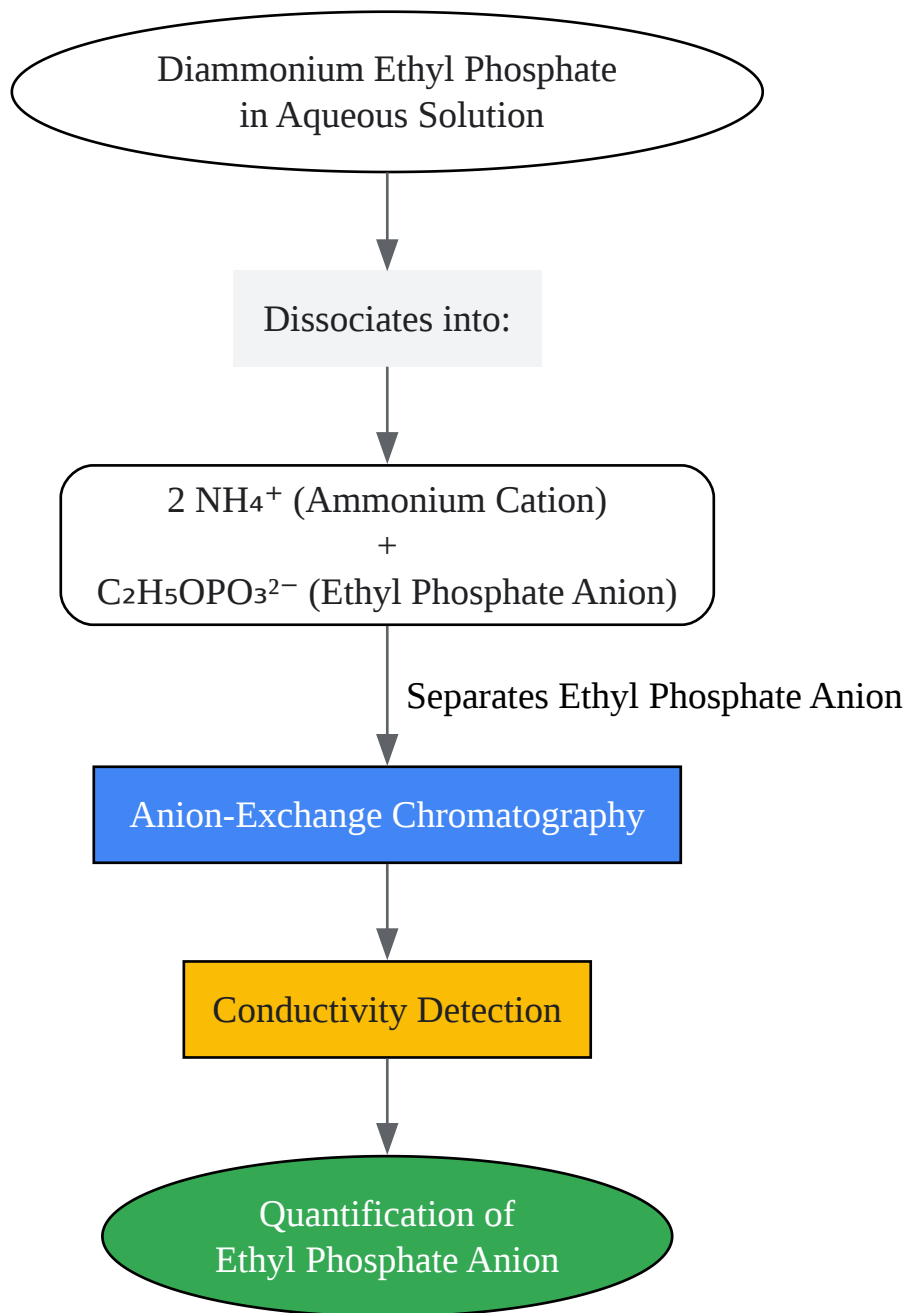 Diammonium Ethyl Phosphate
in Aqueous Solution
Dissociates into:
2 NH₄⁺ (Ammonium Cation)
+
C₂H₅OPO₃²⁻ (Ethyl Phosphate Anion)
Separates Ethyl Phosphate Anion
Anion-Exchange Chromatography
Conductivity Detection
Quantification of
Ethyl Phosphate Anion